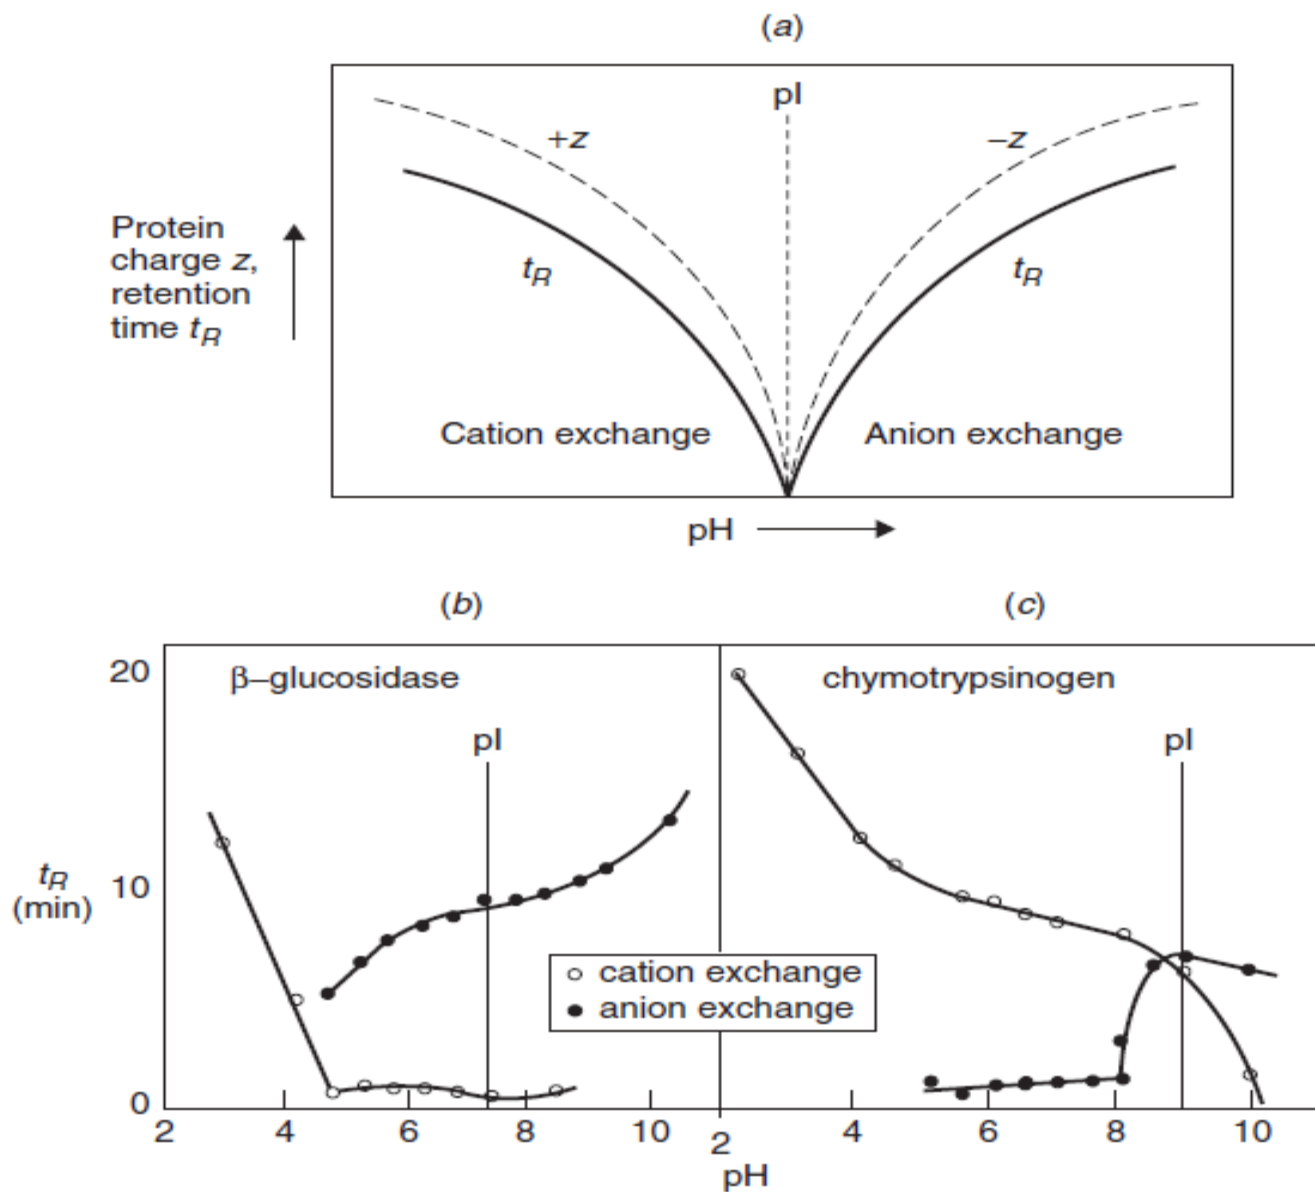 (a)
pI
+z
–z
Protein
charge z,
retention
time tR
tR
tR
Cation exchange
Anion exchange
pH
(b)
(c)
20
β–glucosidase
chymotrypsinogen
pI
pI
tR
(min)
10
cation exchange
anion exchange
0
2
4
6
8
10
2
4
6
8
10
pH